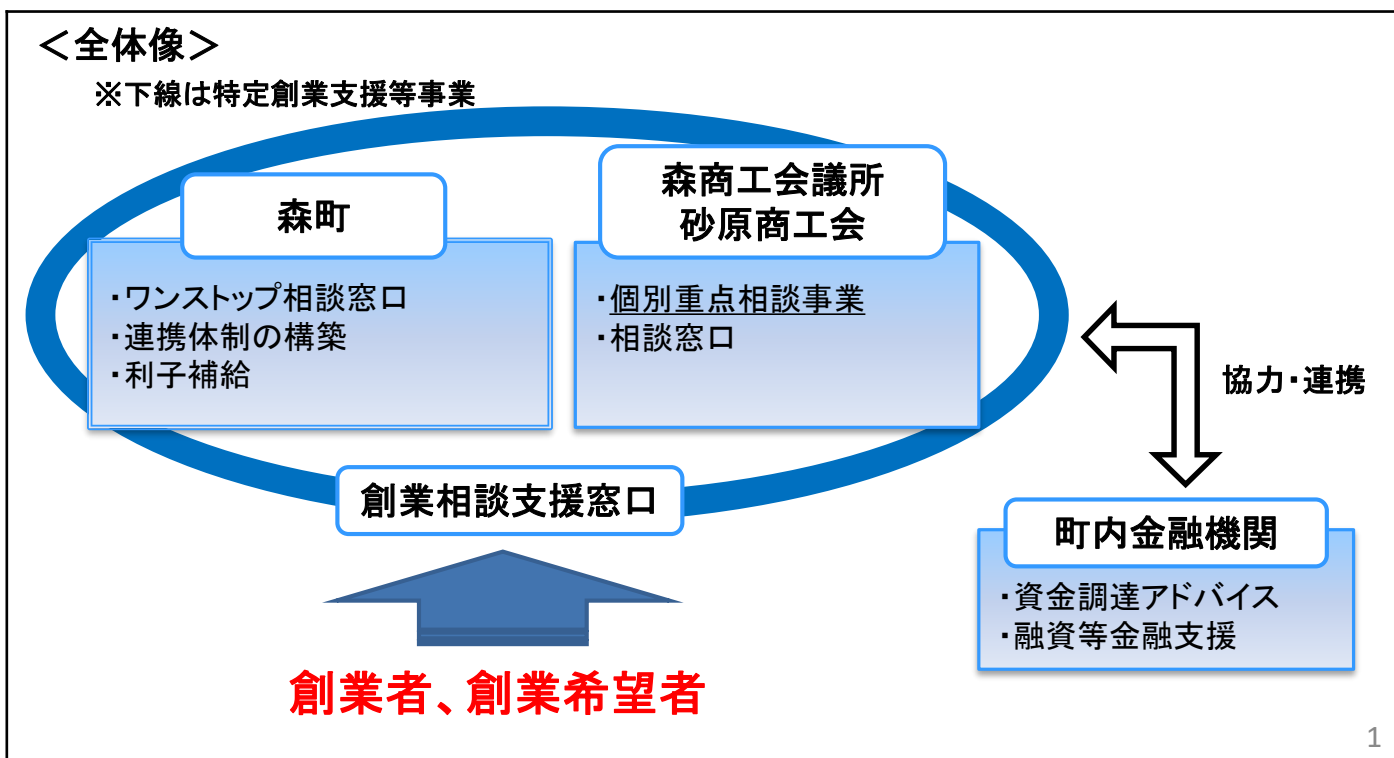 ＜全体像＞
※下線は特定創業支援等事業
森町
・ワンストップ相談窓口
・連携体制の構築
・利子補給
森商工会議所
砂原商工会
・個別重点相談事業
・相談窓口
協力・連携
創業相談支援窓口
町内金融機関
・資金調達アドバイス
・融資等金融支援
創業者、創業希望者
1